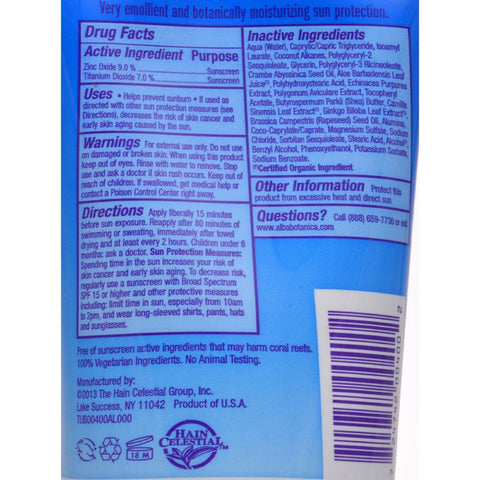 Very emollient and botanically moisturizing sun protection.
Drug Facts
Active Ingredient Purpose
Zinc Oxide 9.0 % Sunscreen
Titanium Dioxide 7.0 % Sunscreen
Uses • Helps prevent sunburn • If used as
directed with other sun protection measures (see
Directions), decreases the risk of skin cancer and
early skin aging caused by the sun.
Warnings For external use only. Do not use
on damaged or broken skin. When using this product
keep out of eyes. Rinse with water to remove. Stop
use and ask a doctor if skin rash occurs. Keep out of
reach of children. If swallowed, get medical help or
contact a Poison Control Center right away.
Directions Apply liberally 15 minutes
before sun exposure. Reapply after 80 minutes of
swimming or sweating, immediately after towel
drying and at least every 2 hours. Children under 6
months: ask a doctor. Sun Protection Measures:
Spending time in the sun increases your risk of
skin cancer and early skin aging. To decrease risk,
regularly use a sunscreen with Broad Spectrum
SPF 15 or higher and other protective measures
including: limit time in sun, especially from 10am
to 2pm, and wear long-sleeved shirts, pants, hats
and sunglasses.
Inactive Ingredients
Aqua (Water), Caprylic/Capric Triglyceride, Isoamyl
Laurate, Coconut Alkanes, Polyglyceryl-2
Sesquioleate, Glycerin, Polyglyceryl-3 Ricinoleate,
Crambe Abyssinica Seed Oil, Aloe Barbadensis Leaf
Juice⁽¹⁾, Polyhydroxystearic Acid, Echinacea Purpurea
Extract, Polygonum Aviculare Extract, Tocopheryl
Acetate, Butyrospermum Parkii (Shea) Butter, Camellia
Sinensis Leaf Extract⁽¹⁾, Ginkgo Biloba Leaf Extract⁽¹⁾,
Brassica Campestris (Rapeseed) Seed Oil, Alumina,
Coco-Caprylate/Caprate, Magnesium Sulfate, Sodium
Chloride, Sorbitan Sesquioleate, Stearic Acid, Alcohol⁽¹⁾,
Benzyl Alcohol, Phenoxyethanol, Potassium Sorbate,
Sodium Benzoate.
⁽¹⁾Certified Organic Ingredient
Other Information Protect this
product from excessive heat and direct sun.
Questions? Call (888) 659-7730 or visit
www.albabotanica.com
Free of sunscreen active ingredients that may harm coral reefs.
100% Vegetarian Ingredients. No Animal Testing.
Manufactured by:
©2013 The Hain Celestial Group, Inc.
Lake Success, NY 11042 Product of U.S.A.
TUB00400AL000
18 M
HAIN
CELESTIAL